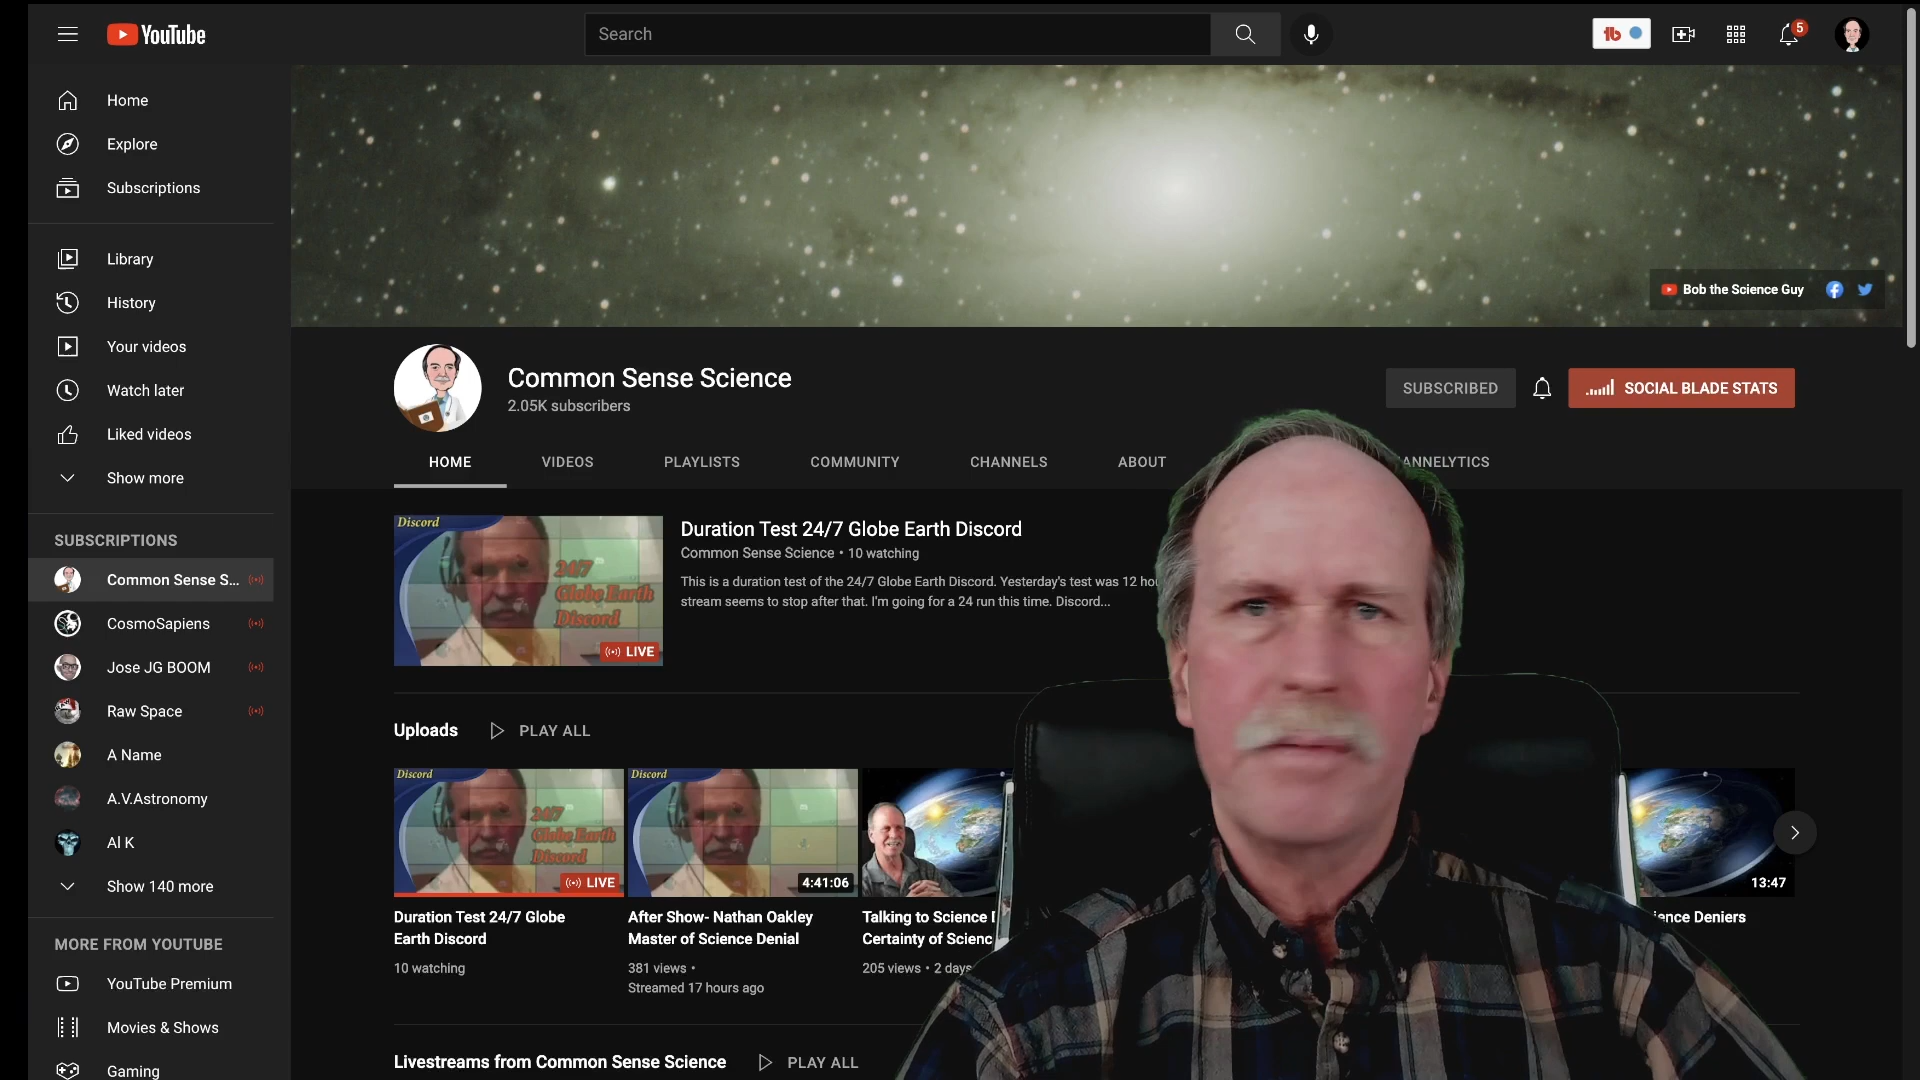 YouTube
Search
tb
5
Home
Explore
Subscriptions
Library
History
Your videos
Watch later
Liked videos
Show more
SUBSCRIPTIONS
Common Sense S...
CosmoSapiens
Jose JG BOOM
Raw Space
A Name
A.V.Astronomy
Al K
Show 140 more
MORE FROM YOUTUBE
YouTube Premium
Movies & Shows
Gaming
Bob the Science Guy
Common Sense Science
2.05K subscribers
SUBSCRIBED
SOCIAL BLADE STATS
HOME
VIDEOS
PLAYLISTS
COMMUNITY
CHANNELS
ABOUT
ANNELYTICS
Discord
24/7
Globe Earth
Discord
LIVE
Duration Test 24/7 Globe Earth Discord
Common Sense Science • 10 watching
This is a duration test of the 24/7 Globe Earth Discord. Yesterday's test was 12 hou
stream seems to stop after that. I'm going for a 24 run this time. Discord...
Uploads
PLAY ALL
Discord
24/7
Globe Earth
Discord
LIVE
Duration Test 24/7 Globe
Earth Discord
10 watching
Discord
4:41:06
After Show- Nathan Oakley
Master of Science Denial
381 views •
Streamed 17 hours ago
Talking to Science
Certainty of Scienc
205 views • 2 days
13:47
ience Deniers
Livestreams from Common Sense Science
PLAY ALL